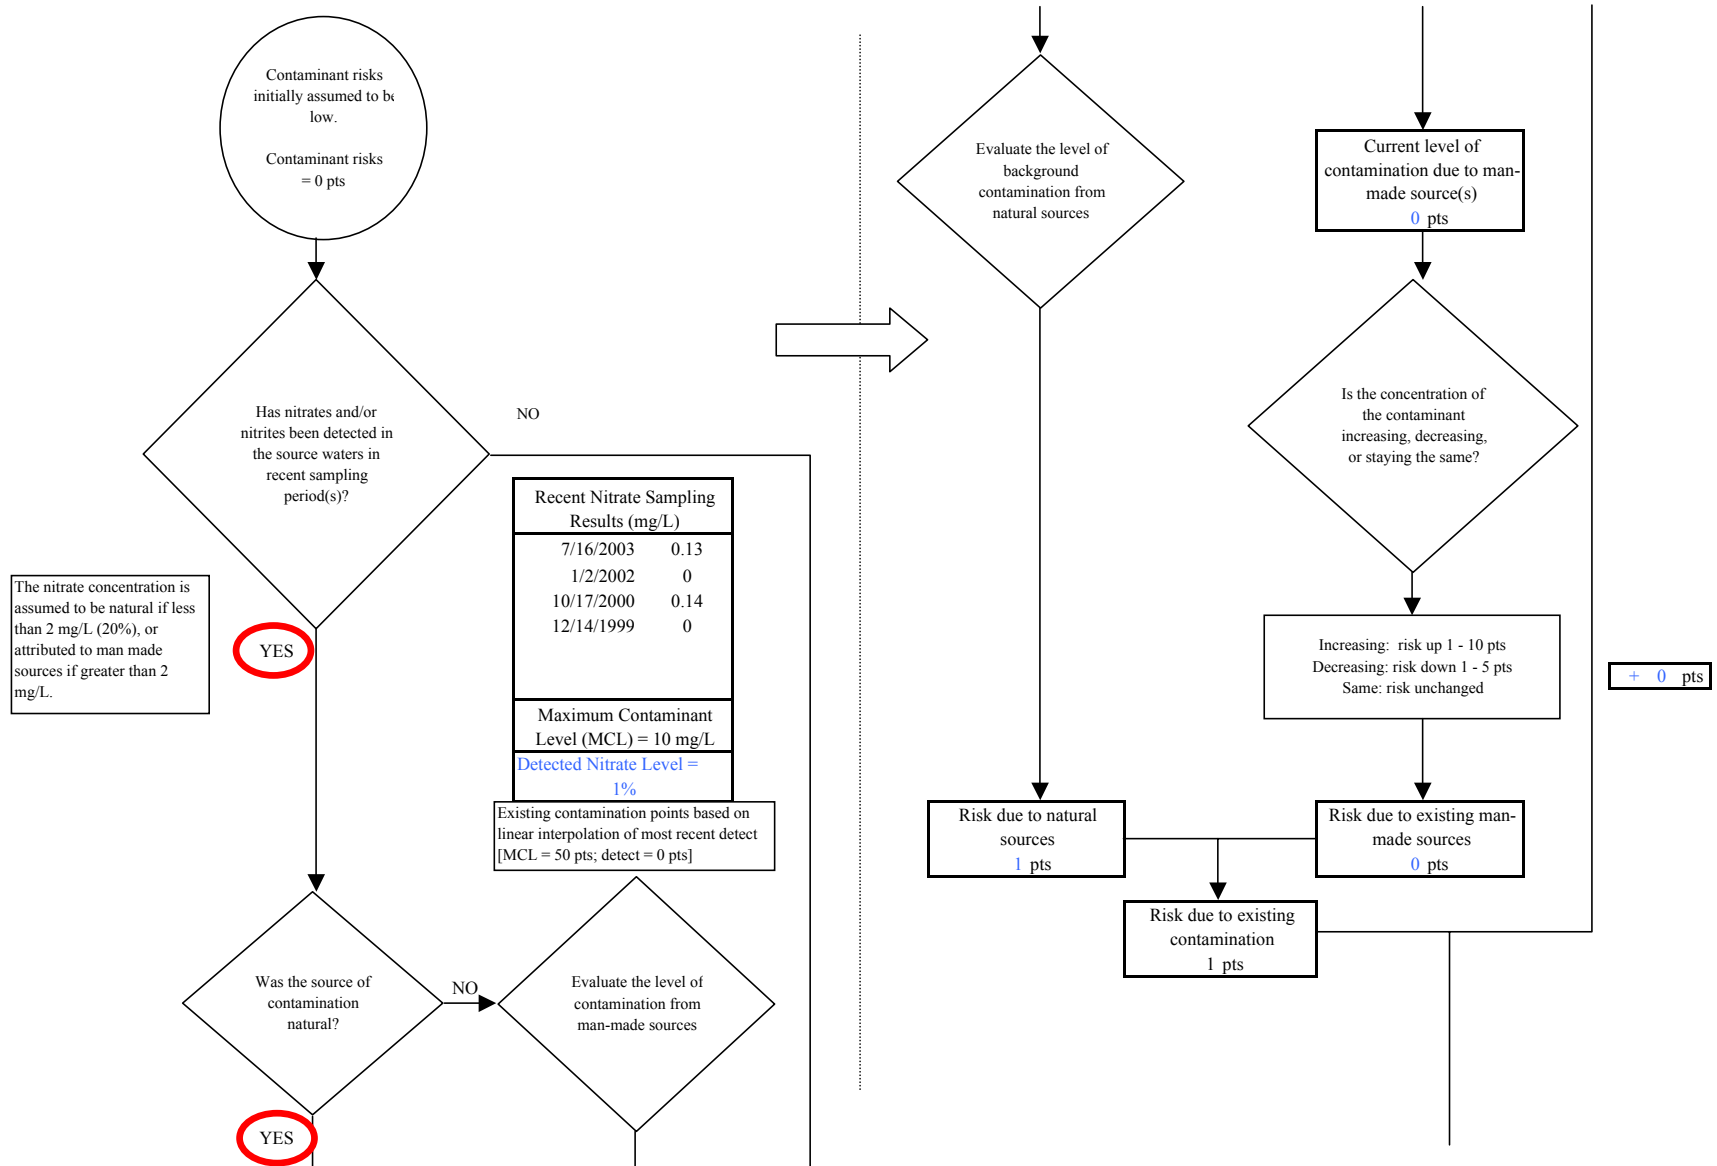 Contaminant risks
initially assumed to be
low.
Contaminant risks
= 0 pts
Has nitrates and/or
nitrites been detected in
the source waters in
recent sampling
period(s)?
NO
YES
The nitrate concentration is
assumed to be natural if less
than 2 mg/L (20%), or
attributed to man made
sources if greater than 2
mg/L.
Recent Nitrate Sampling
Results (mg/L)
7/16/2003 0.13
1/2/2002 0
10/17/2000 0.14
12/14/1999 0
Maximum Contaminant
Level (MCL) = 10 mg/L
Detected Nitrate Level =
1%
Existing contamination points based on
linear interpolation of most recent detect
[MCL = 50 pts; detect = 0 pts]
Was the source of
contamination
natural?
NO
Evaluate the level of
contamination from
man-made sources
YES
Evaluate the level of
background
contamination from
natural sources
Current level of
contamination due to man-
made source(s)
0 pts
Is the concentration of
the contaminant
increasing, decreasing,
or staying the same?
Increasing: risk up 1 - 10 pts
Decreasing: risk down 1 - 5 pts
Same: risk unchanged
+ 0 pts
Risk due to natural
sources
1 pts
Risk due to existing man-
made sources
0 pts
Risk due to existing
contamination
1 pts